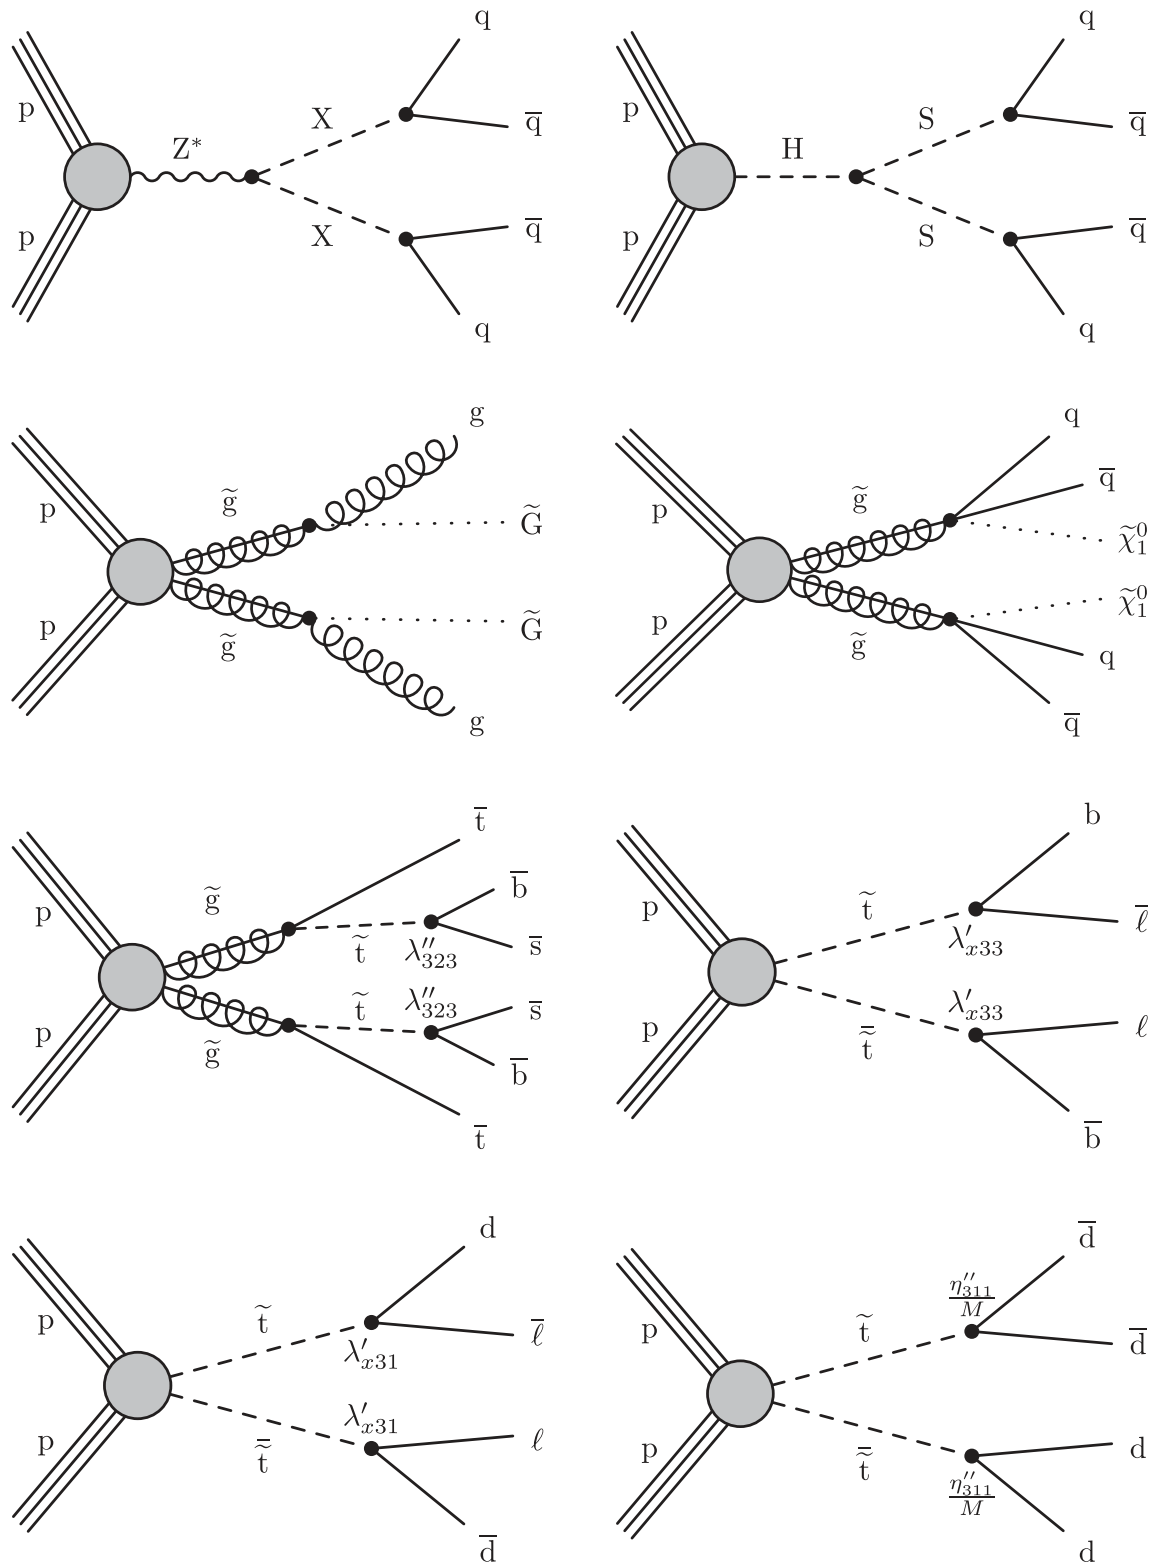 q
p
X
q̅
Z*
p
X
q̅
q
q
p
S
q̅
H
p
S
q̅
q
g
g̃
p
G̃
p
G̃
g̃
g
q
g̃
q̅
p
χ̃⁰₁
p
χ̃⁰₁
g̃
q
q̅
t̅
g̃
b̅
p
t̃
λ″₃₂₃
s̅
λ″₃₂₃
s̅
p
t̃
g̃
b̅
t̅
b
t̃
p
ℓ̅
λ′ₓ₃₃
λ′ₓ₃₃
p
t̃̅
ℓ
b̅
d
t̃
p
ℓ̅
λ′ₓ₃₁
λ′ₓ₃₁
p
t̃̅
ℓ
d̅
d̅
η″₃₁₁/M
p
t̃
d̅
p
t̃̅
d
η″₃₁₁/M
d